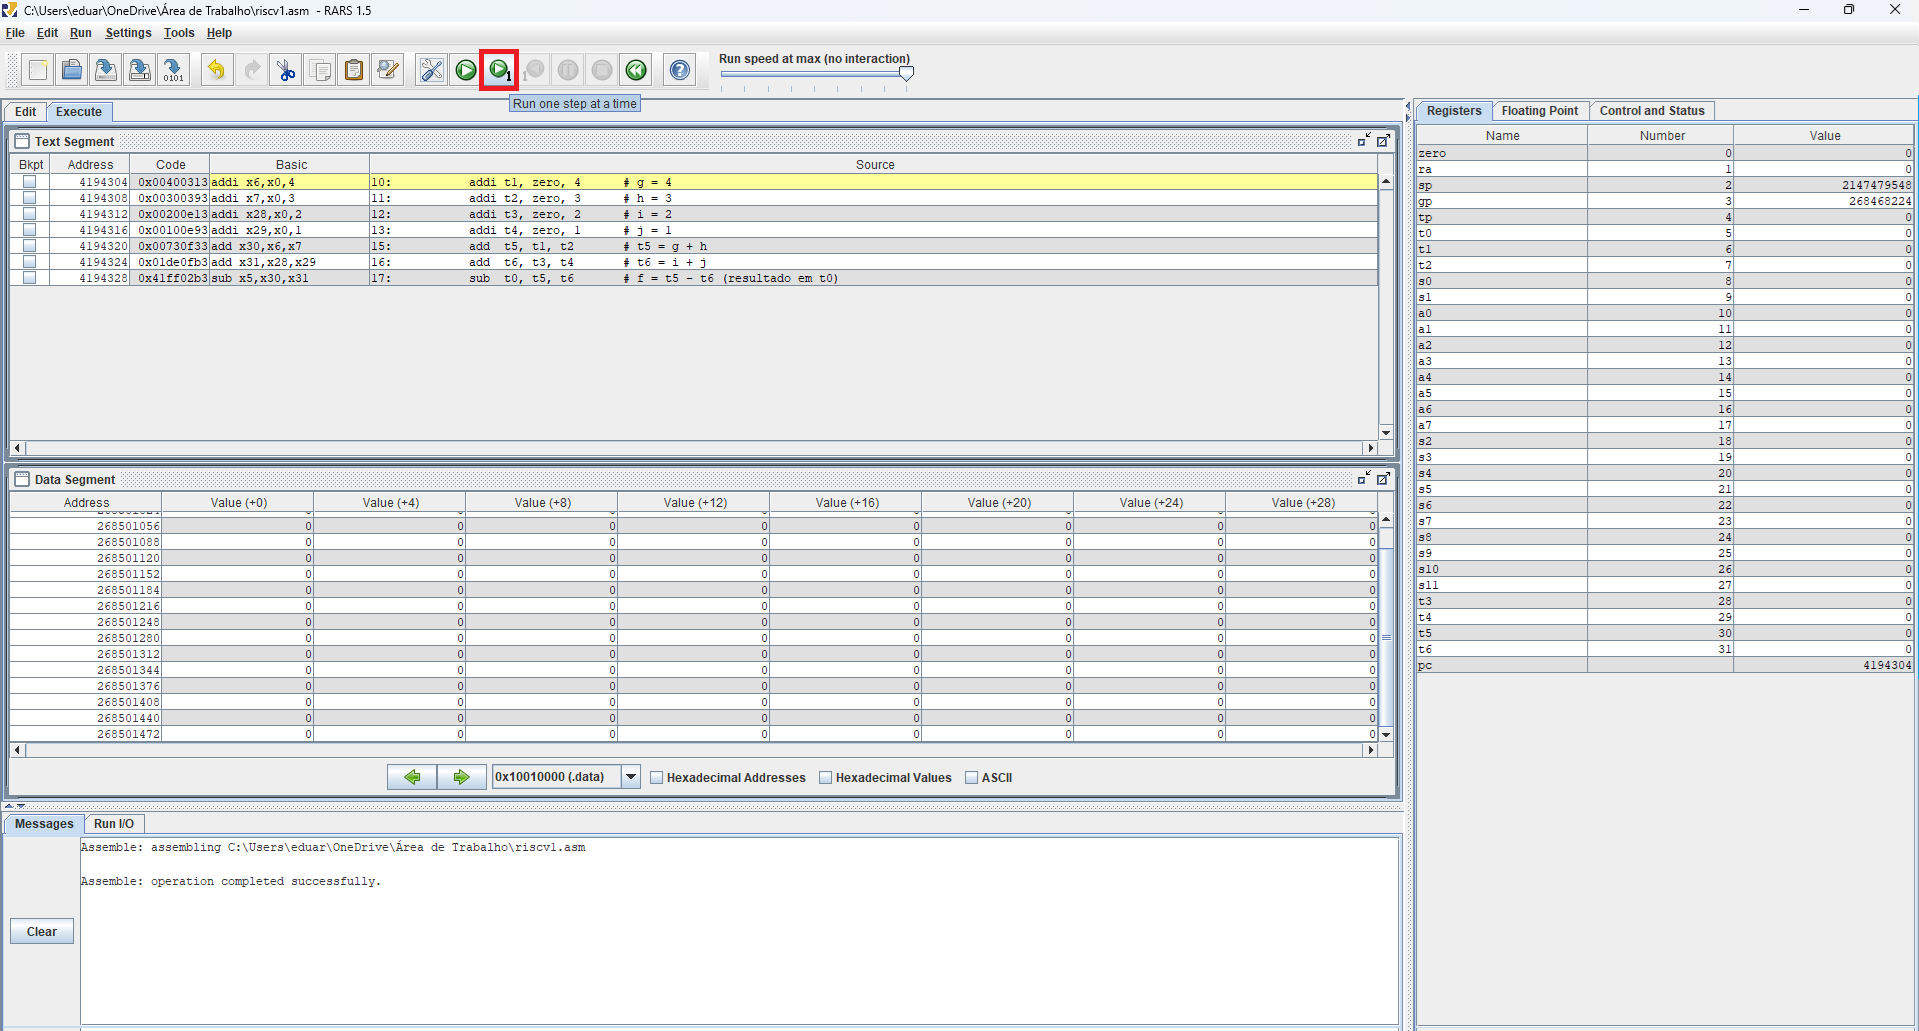 C:\Users\eduar\OneDrive\Área de Trabalho\riscv1.asm - RARS 1.5
File Edit Run Settings Tools Help
Run speed at max (no interaction)
Run one step at a time
Edit Execute
Text Segment
Bkpt Address Code Basic Source
4194304 0x00400313 addi x6,x0,4 10: addi t1, zero, 4 # g = 4
4194308 0x00300393 addi x7,x0,3 11: addi t2, zero, 3 # h = 3
4194312 0x00200e13 addi x28,x0,2 12: addi t3, zero, 2 # i = 2
4194316 0x00100e93 addi x29,x0,1 13: addi t4, zero, 1 # j = 1
4194320 0x00730f33 add x30,x6,x7 15: add t5, t1, t2 # t5 = g + h
4194324 0x01de0fb3 add x31,x28,x29 16: add t6, t3, t4 # t6 = i + j
4194328 0x41ff02b3 sub x5,x30,x31 17: sub t0, t5, t6 # f = t5 - t6 (resultado em t0)
Data Segment
Address Value (+0) Value (+4) Value (+8) Value (+12) Value (+16) Value (+20) Value (+24) Value (+28)
268501056 0 0 0 0 0 0 0 0
268501088 0 0 0 0 0 0 0 0
268501120 0 0 0 0 0 0 0 0
268501152 0 0 0 0 0 0 0 0
268501184 0 0 0 0 0 0 0 0
268501216 0 0 0 0 0 0 0 0
268501248 0 0 0 0 0 0 0 0
268501280 0 0 0 0 0 0 0 0
268501312 0 0 0 0 0 0 0 0
268501344 0 0 0 0 0 0 0 0
268501376 0 0 0 0 0 0 0 0
268501408 0 0 0 0 0 0 0 0
268501440 0 0 0 0 0 0 0 0
268501472 0 0 0 0 0 0 0 0
0x10010000 (.data) Hexadecimal Addresses Hexadecimal Values ASCII
Messages Run I/O
Assemble: assembling C:\Users\eduar\OneDrive\Área de Trabalho\riscv1.asm
Assemble: operation completed successfully.
Clear
Registers Floating Point Control and Status
Name Number Value
zero 0 0
ra 1 0
sp 2 2147479548
gp 3 268468224
tp 4 0
t0 5 0
t1 6 0
t2 7 0
s0 8 0
s1 9 0
a0 10 0
a1 11 0
a2 12 0
a3 13 0
a4 14 0
a5 15 0
a6 16 0
a7 17 0
s2 18 0
s3 19 0
s4 20 0
s5 21 0
s6 22 0
s7 23 0
s8 24 0
s9 25 0
s10 26 0
s11 27 0
t3 28 0
t4 29 0
t5 30 0
t6 31 0
pc 4194304